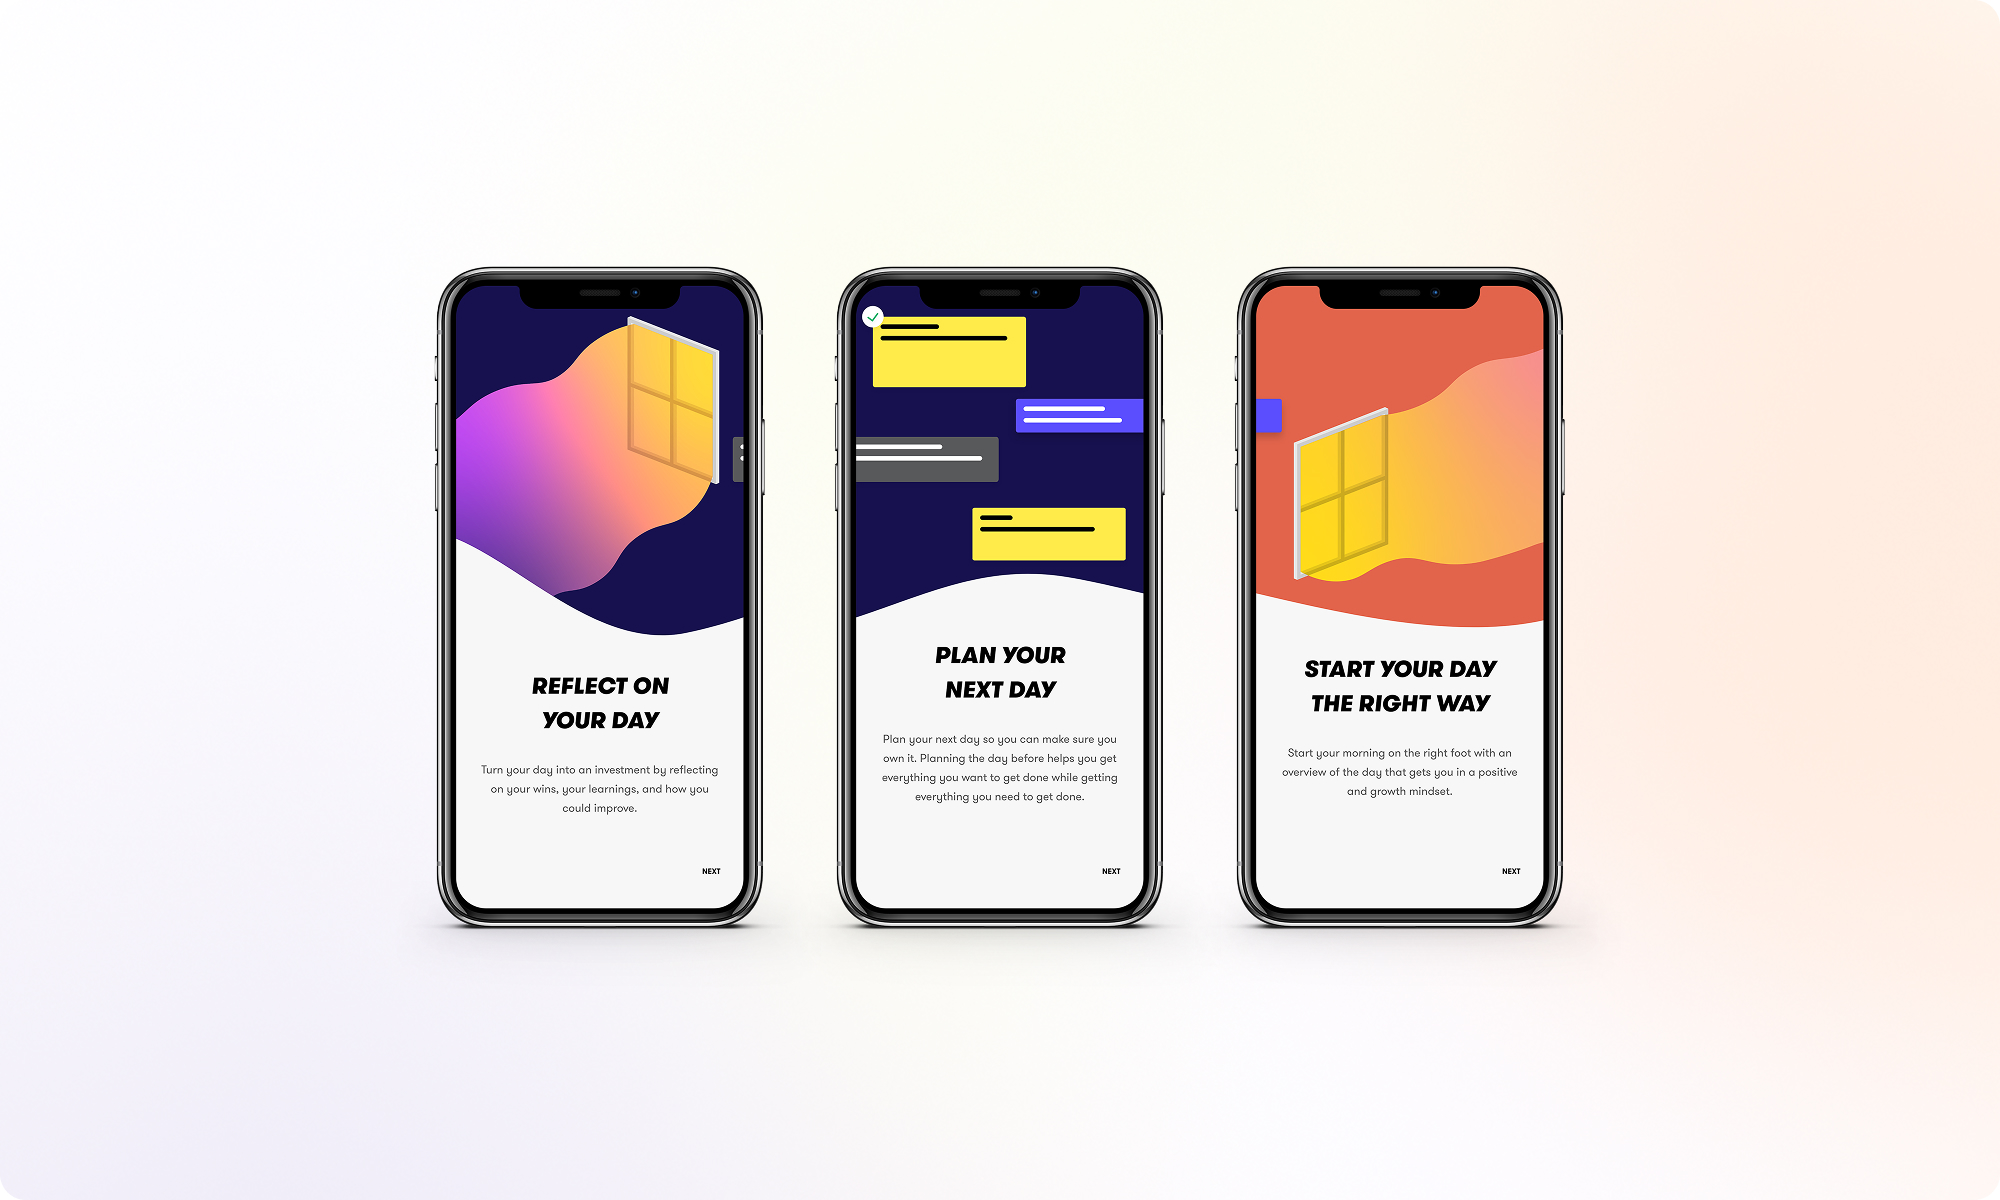 REFLECT ON
YOUR DAY
Turn your day into an investment by reflecting
on your wins, your learnings, and how you
could improve.
NEXT
PLAN YOUR
NEXT DAY
Plan your next day so you can make sure you
own it. Planning the day before helps you get
everything you want to get done while getting
everything you need to get done.
NEXT
START YOUR DAY
THE RIGHT WAY
Start your morning on the right foot with an
overview of the day that gets you in a positive
and growth mindset.
NEXT